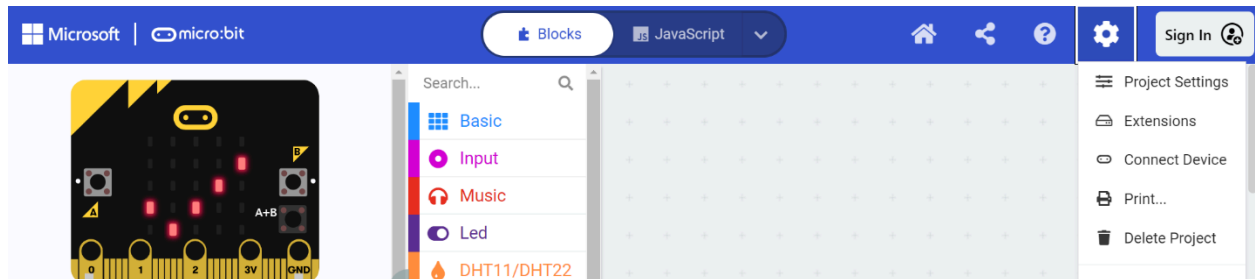 Microsoft micro:bit Blocks JS JavaScript Sign In
Search...
Basic
Input
Music
Led
DHT11/DHT22
B
A
A+B
0 1 2 3V GND
Project Settings
Extensions
Connect Device
Print...
Delete Project